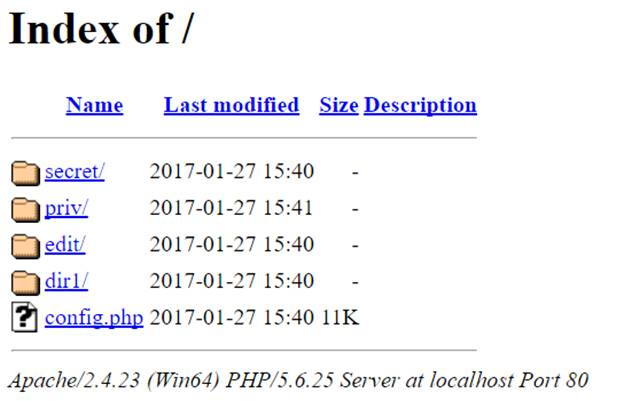 Index of /
Name Last modified Size Description
secret/ 2017-01-27 15:40 -
priv/ 2017-01-27 15:41 -
edit/ 2017-01-27 15:40 -
dir1/ 2017-01-27 15:40 -
config.php 2017-01-27 15:40 11K
Apache/2.4.23 (Win64) PHP/5.6.25 Server at localhost Port 80